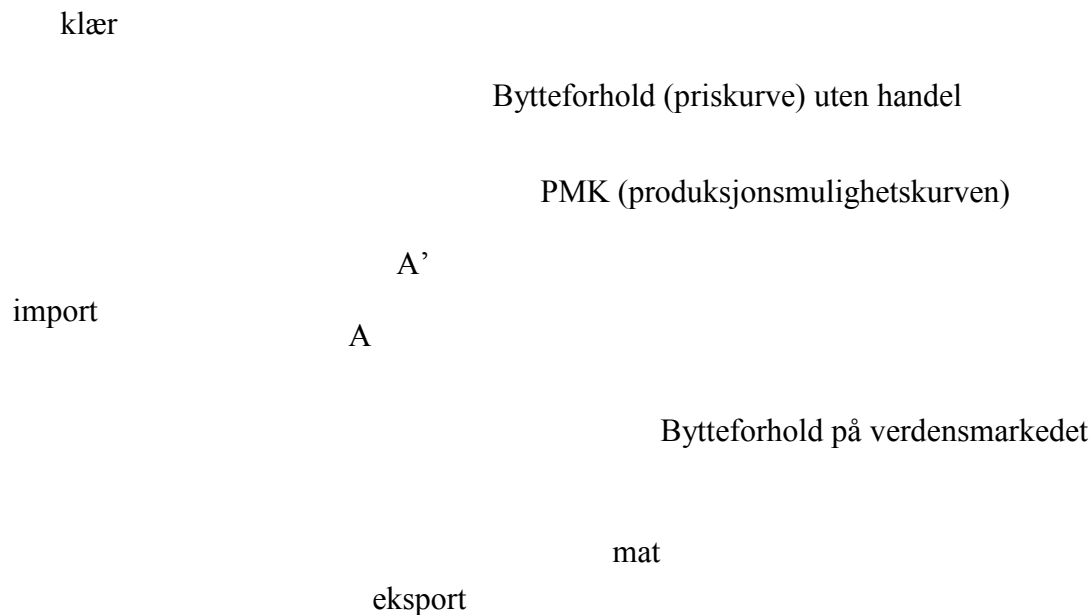 klær
Bytteforhold (priskurve) uten handel
PMK (produksjonsmulighetskurven)
A’
import
A
Bytteforhold på verdensmarkedet
mat
eksport